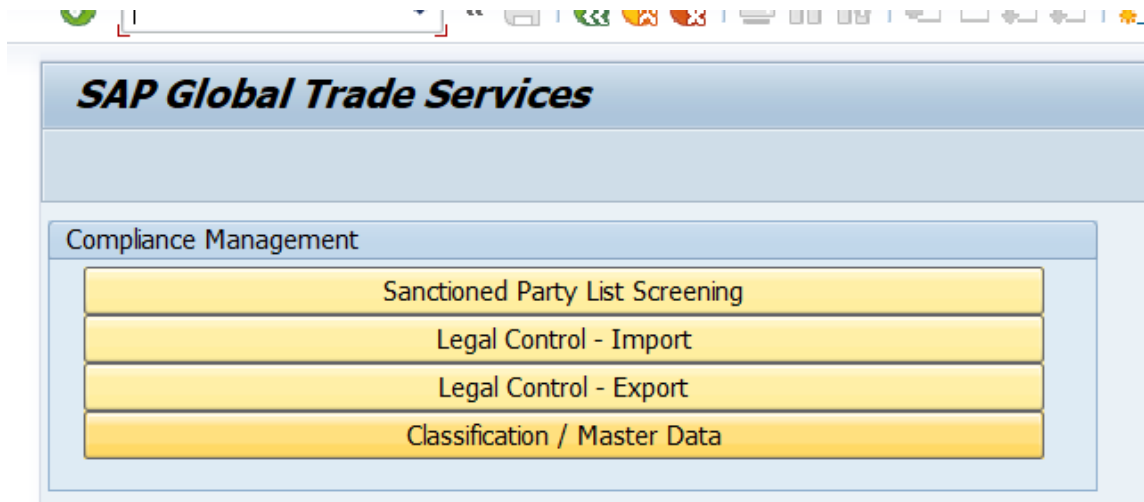 SAP Global Trade Services
Compliance Management
Sanctioned Party List Screening
Legal Control - Import
Legal Control - Export
Classification / Master Data